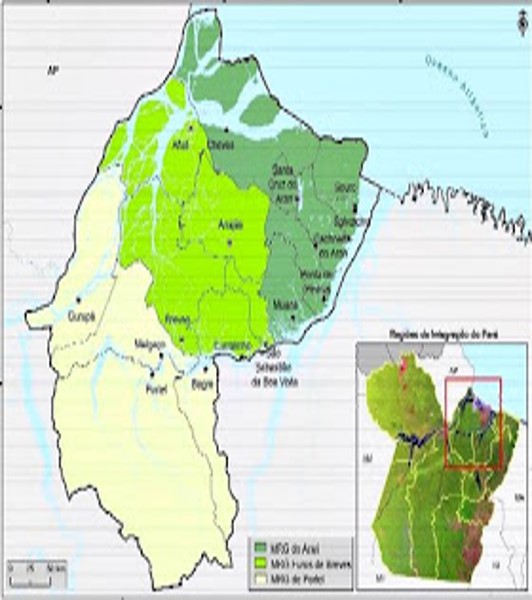 AP
Oceano Atlântico
Afuá
Chaves
Santa
Cruz do
Arari
Soure
Salvaterra
Cachoeira
do Arari
Anajás
Ponta de
Pedras
Muaná
Gurupá
Breves
Curralinho
Melgaço
São
Sebastião
da Boa Vista
Portel
Bagre
Regiões de Integração do Pará
AP
MRG do Arari
MRG Furos de Breves
MRG de Portel
0 25 50 km